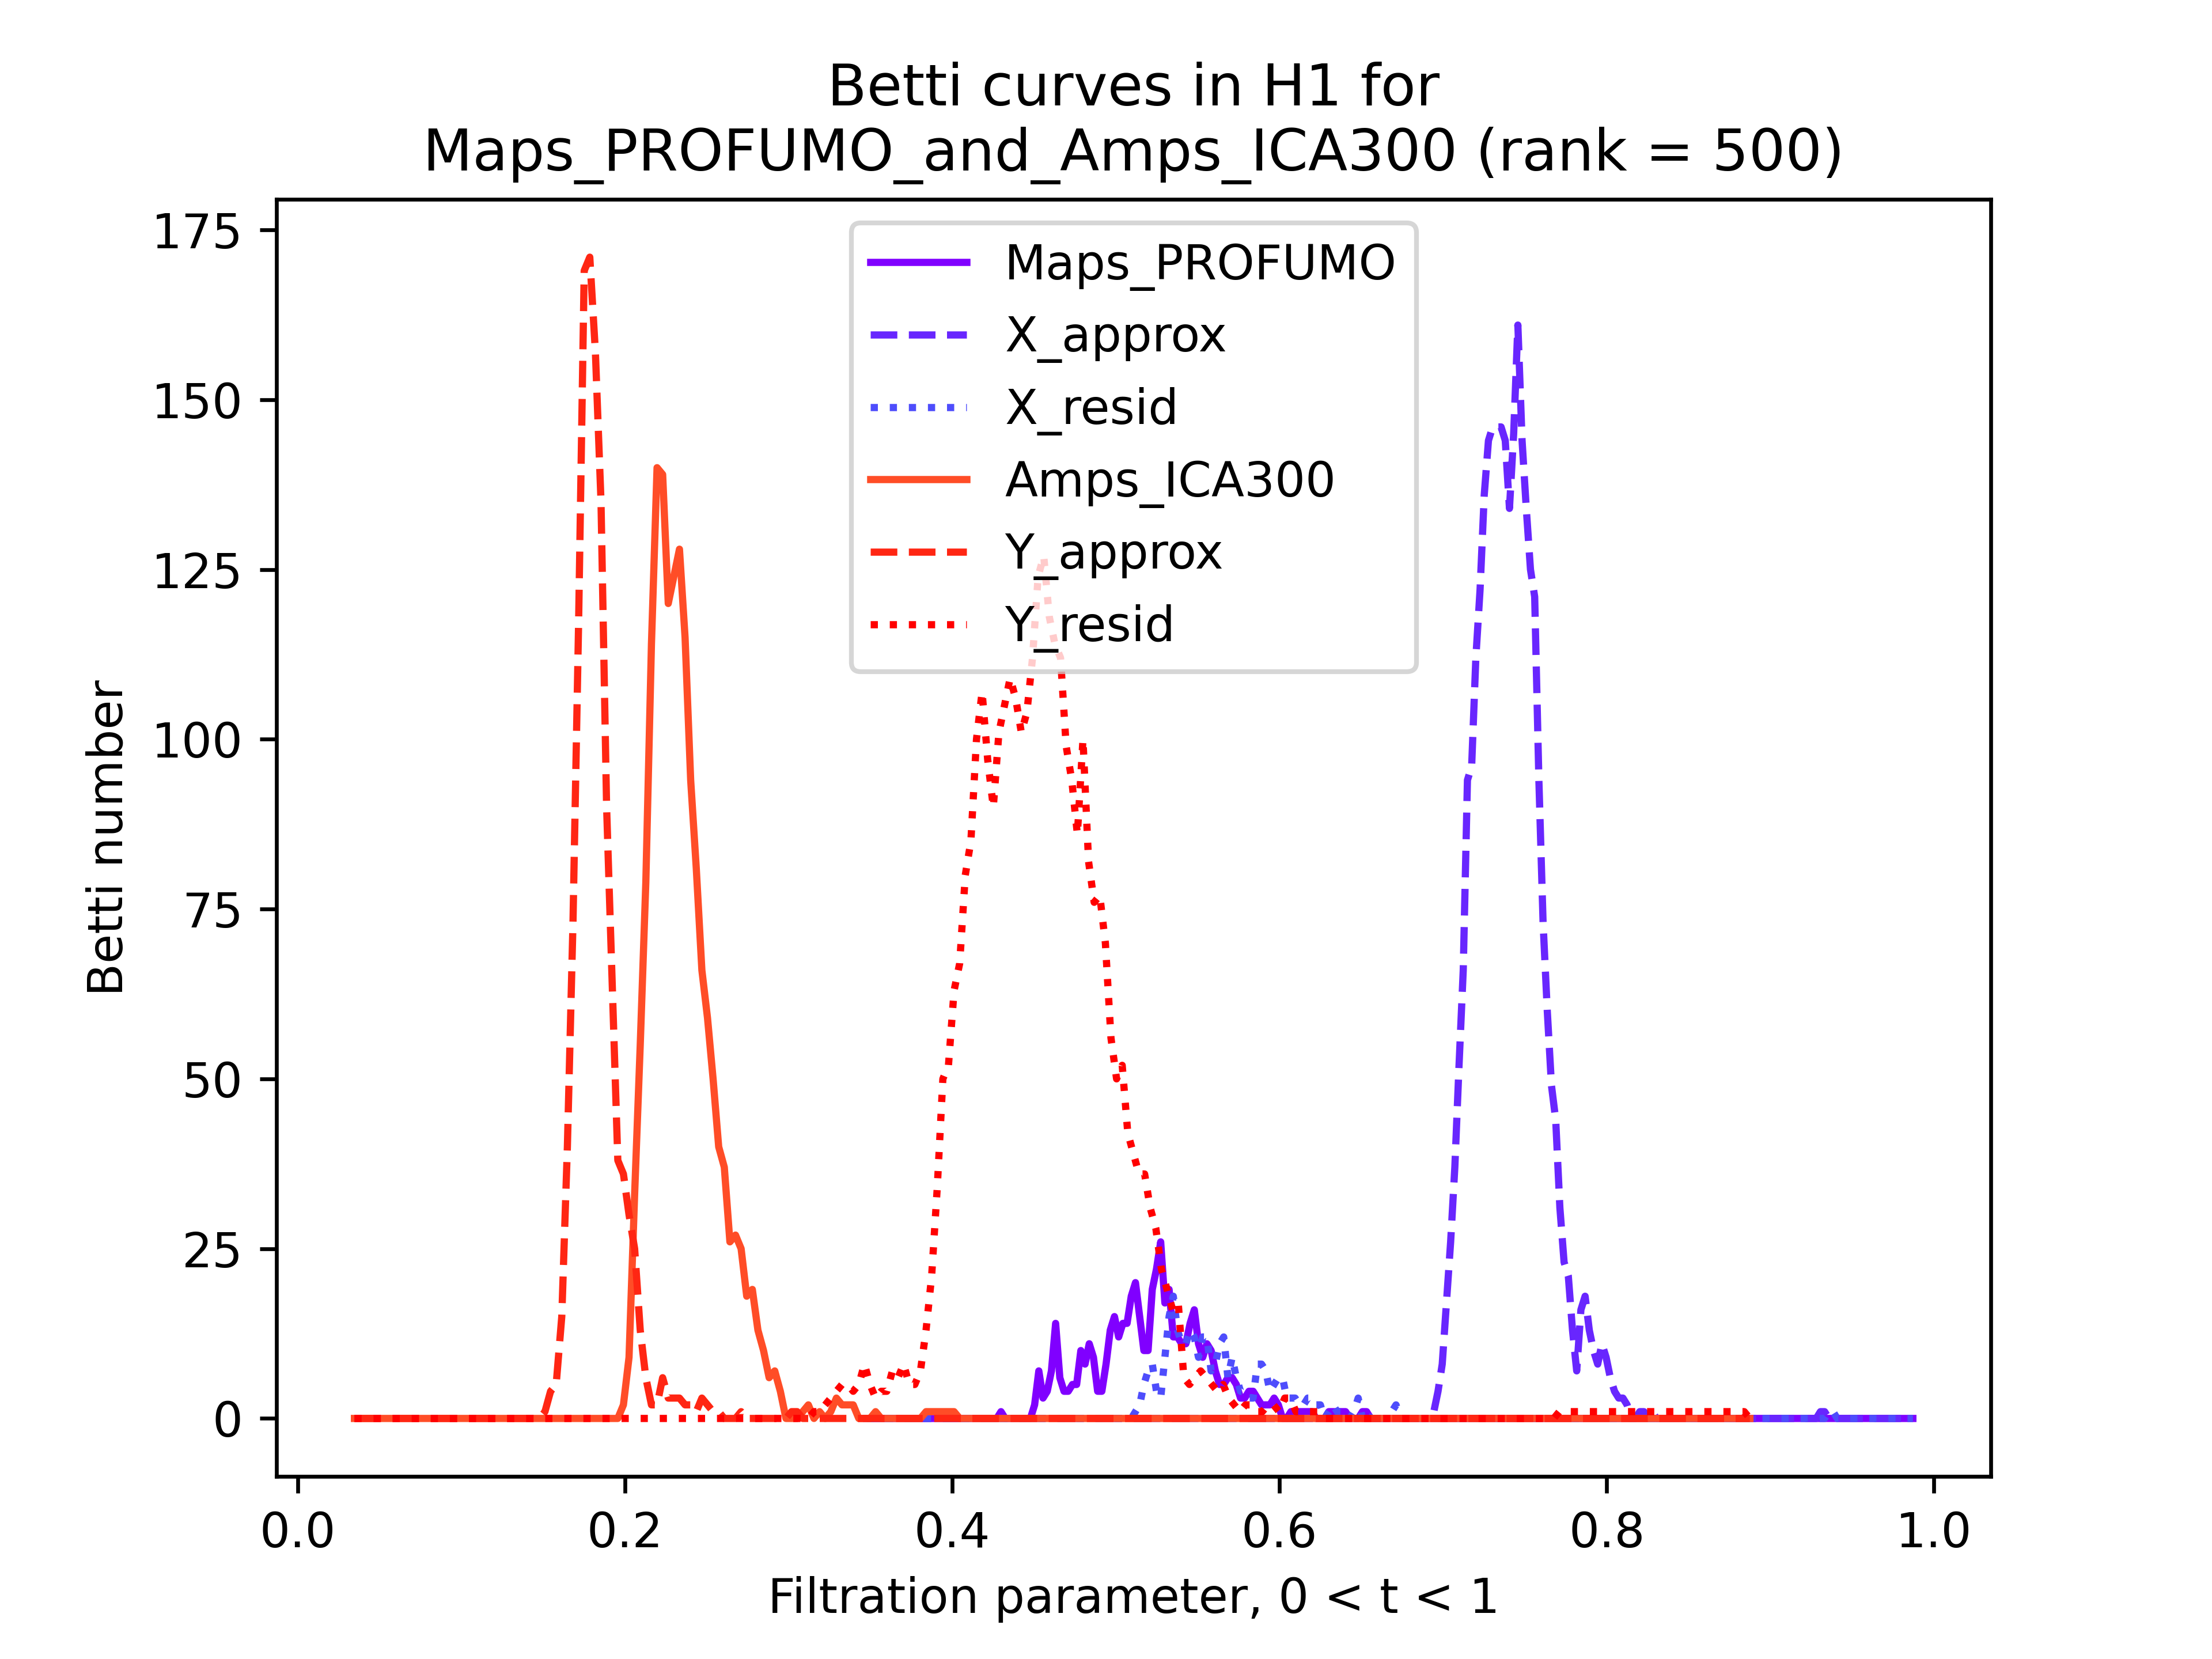 Betti curves in H1 for
Maps_PROFUMO_and_Amps_ICA300 (rank = 500)
175
150
125
100
75
50
25
0
Betti number
Maps_PROFUMO
X_approx
X_resid
Amps_ICA300
Y_approx
Y_resid
0.0 0.2 0.4 0.6 0.8 1.0
Filtration parameter, 0 < t < 1